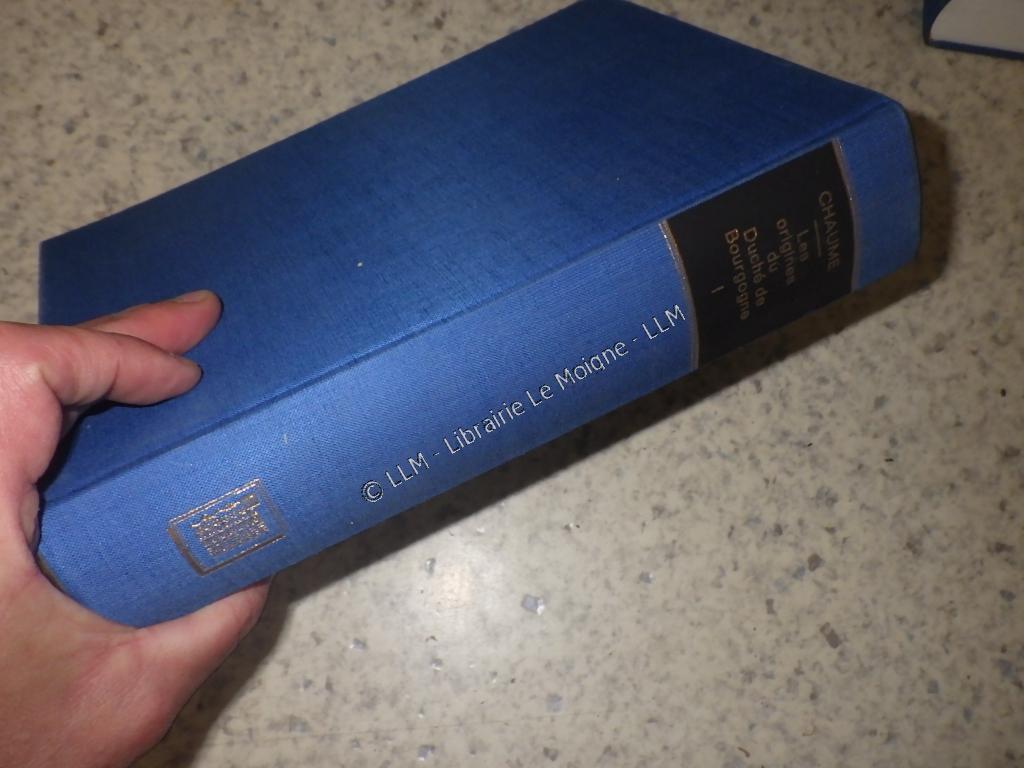 CHAUME
Les
origines
du
Duché de
Bourgogne
I
© LLM - Librairie Le Moigne - LLM